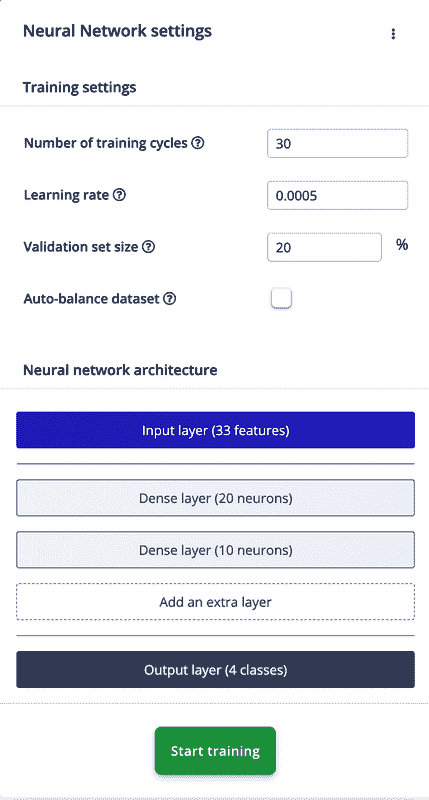 Neural Network settings
Training settings
Number of training cycles ?
30
Learning rate ?
0.0005
Validation set size ?
20
%
Auto-balance dataset ?
Neural network architecture
Input layer (33 features)
Dense layer (20 neurons)
Dense layer (10 neurons)
Add an extra layer
Output layer (4 classes)
Start training